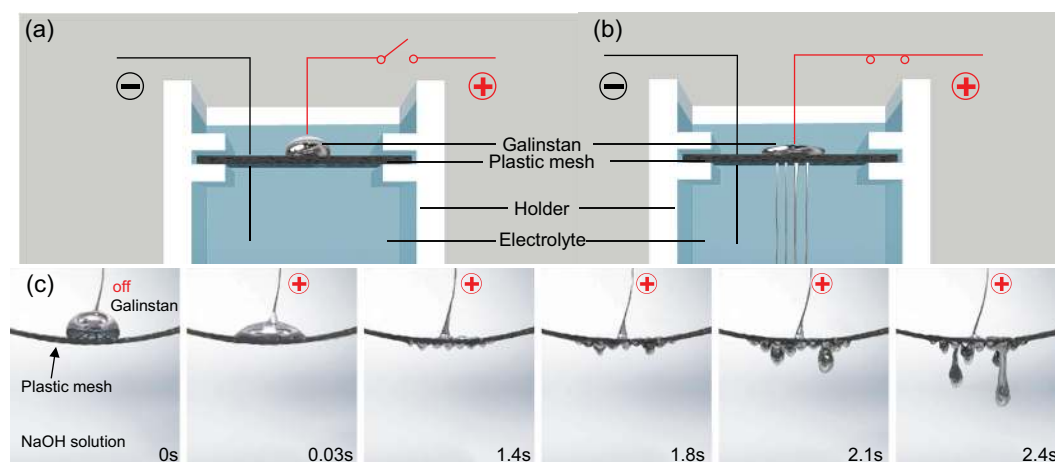 (a)
(b)
Galinstan
Plastic mesh
Holder
Electrolyte
(c)
off
Galinstan
Plastic mesh
NaOH solution
0s
0.03s
1.4s
1.8s
2.1s
2.4s